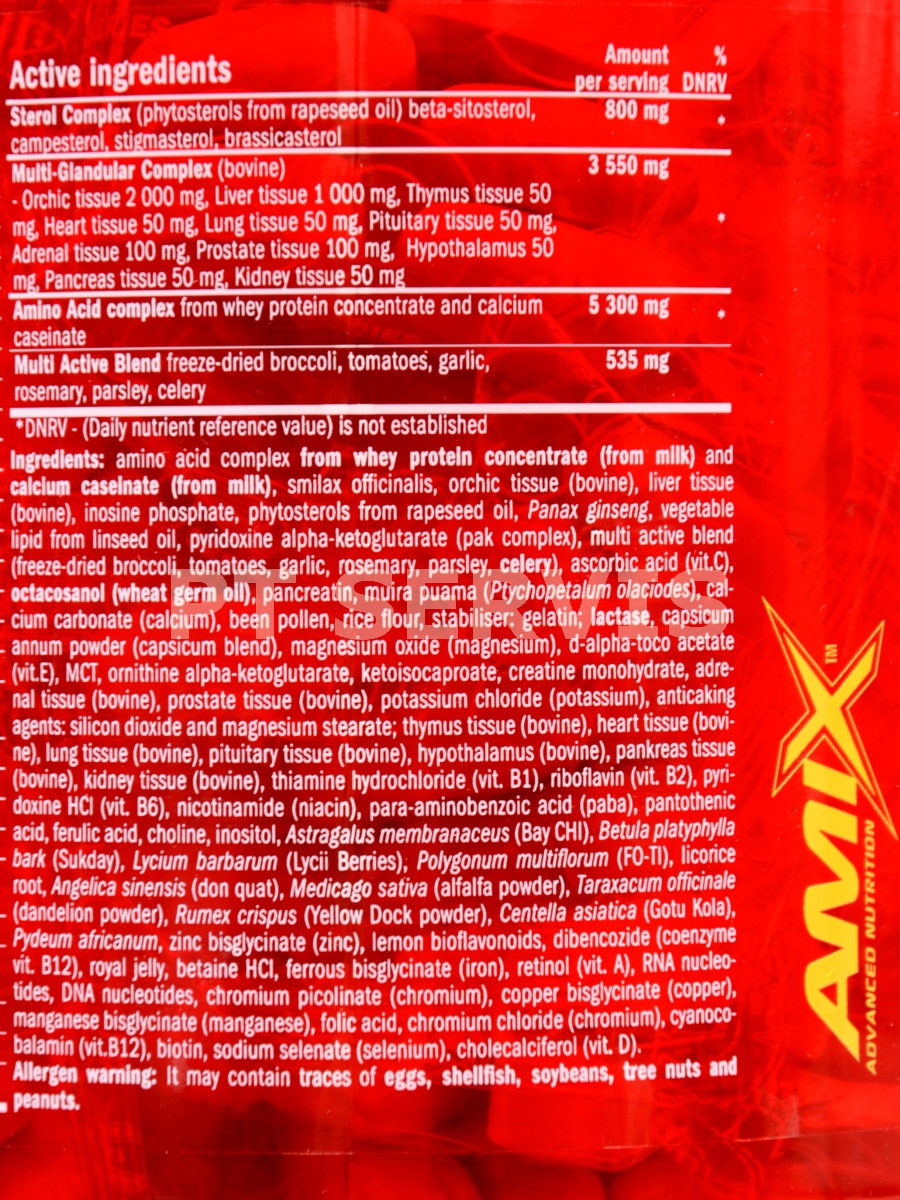 Active ingredients
Amount per serving
% DNRV
Sterol Complex (phytosterols from rapeseed oil) beta-sitosterol, 800 mg *
campesterol, stigmasterol, brassicasterol
Multi-Glandular Complex (bovine) 3 550 mg
- Orchic tissue 2 000 mg, Liver tissue 1 000 mg, Thymus tissue 50
mg, Heart tissue 50 mg, Lung tissue 50 mg, Pituitary tissue 50 mg, *
Adrenal tissue 100 mg, Prostate tissue 100 mg, Hypothalamus 50
mg, Pancreas tissue 50 mg, Kidney tissue 50 mg
Amino Acid complex from whey protein concentrate and calcium 5 300 mg *
caseinate
Multi Active Blend freeze-dried broccoli, tomatoes, garlic, 535 mg
rosemary, parsley, celery
*DNRV - (Daily nutrient reference value) is not established
Ingredients: amino acid complex from whey protein concentrate (from milk) and
calcium caseinate (from milk), smilax officinalis, orchic tissue (bovine), liver tissue
(bovine), inosine phosphate, phytosterols from rapeseed oil, Panax ginseng, vegetable
lipid from linseed oil, pyridoxine alpha-ketoglutarate (pak complex), multi active blend
(freeze-dried broccoli, tomatoes, garlic, rosemary, parsley, celery), ascorbic acid (vit.C),
octacosanol (wheat germ oil), pancreatin, muira puama (Ptychopetalum olaciodes), cal-
cium carbonate (calcium), been pollen, rice flour, stabiliser: gelatin; lactase, capsicum
annum powder (capsicum blend), magnesium oxide (magnesium), d-alpha-toco acetate
(vit.E), MCT, ornithine alpha-ketoglutarate, ketoisocaproate, creatine monohydrate, adre-
nal tissue (bovine), prostate tissue (bovine), potassium chloride (potassium), anticaking
agents: silicon dioxide and magnesium stearate; thymus tissue (bovine), heart tissue (bovi-
ne), lung tissue (bovine), pituitary tissue (bovine), hypothalamus (bovine), pankreas tissue
(bovine), kidney tissue (bovine), thiamine hydrochloride (vit. B1), riboflavin (vit. B2), pyri-
doxine HCl (vit. B6), nicotinamide (niacin), para-aminobenzoic acid (paba), pantothenic
acid, ferulic acid, choline, inositol, Astragalus membranaceus (Bay CHI), Betula platyphylla
bark (Sukday), Lycium barbarum (Lycii Berries), Polygonum multiflorum (FO-TI), licorice
root, Angelica sinensis (don quat), Medicago sativa (alfalfa powder), Taraxacum officinale
(dandelion powder), Rumex crispus (Yellow Dock powder), Centella asiatica (Gotu Kola),
Pydeum africanum, zinc bisglycinate (zinc), lemon bioflavonoids, dibencozide (coenzyme
vit. B12), royal jelly, betaine HCl, ferrous bisglycinate (iron), retinol (vit. A), RNA nucleo-
tides, DNA nucleotides, chromium picolinate (chromium), copper bisglycinate (copper),
manganese bisglycinate (manganese), folic acid, chromium chloride (chromium), cyanoco-
balamin (vit.B12), biotin, sodium selenate (selenium), cholecalciferol (vit. D).
Allergen warning: It may contain traces of eggs, shellfish, soybeans, tree nuts and
peanuts.
PT SERVIS
AMIX™
ADVANCED NUTRITION